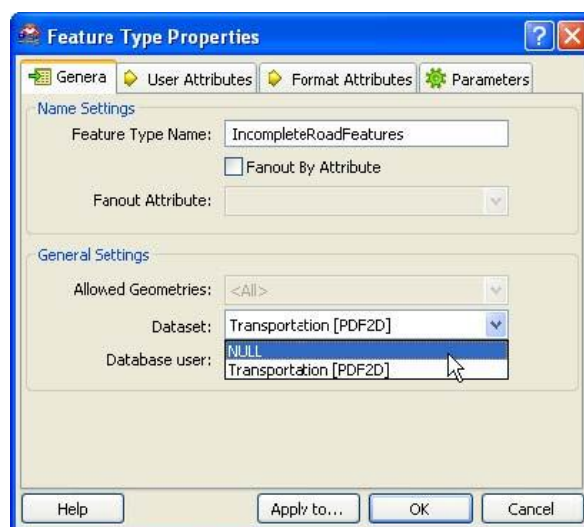 Feature Type Properties
Genera
User Attributes
Format Attributes
Parameters
Name Settings
Feature Type Name: IncompleteRoadFeatures
Fanout By Attribute
Fanout Attribute:
General Settings
Allowed Geometries: <All>
Dataset: Transportation [PDF2D]
NULL
Database user: Transportation [PDF2D]
Help Apply to... OK Cancel